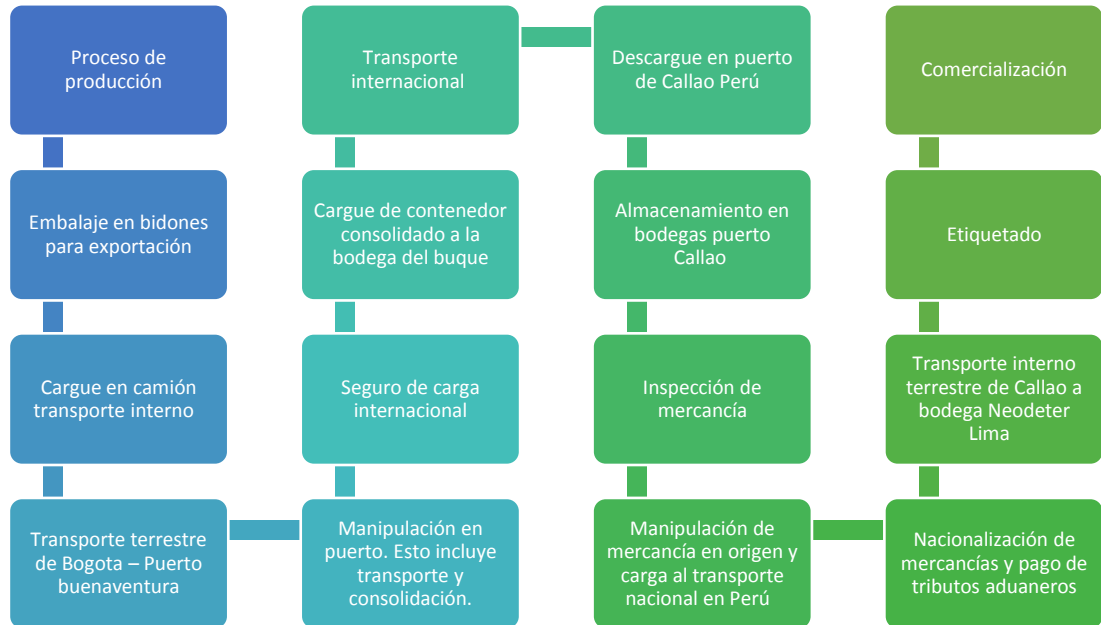 Proceso de
producción
Embalaje en bidones
para exportación
Cargue en camión
transporte interno
Transporte terrestre
de Bogota – Puerto
buenaventura
Manipulación en
puerto. Esto incluye
transporte y
consolidación.
Seguro de carga
internacional
Cargue de contenedor
consolidado a la
bodega del buque
Transporte
internacional
Descargue en puerto
de Callao Perú
Almacenamiento en
bodegas puerto
Callao
Inspección de
mercancía
Manipulación de
mercancía en origen y
carga al transporte
nacional en Perú
Nacionalización de
mercancías y pago de
tributos aduaneros
Transporte interno
terrestre de Callao a
bodega Neodeter
Lima
Etiquetado
Comercialización